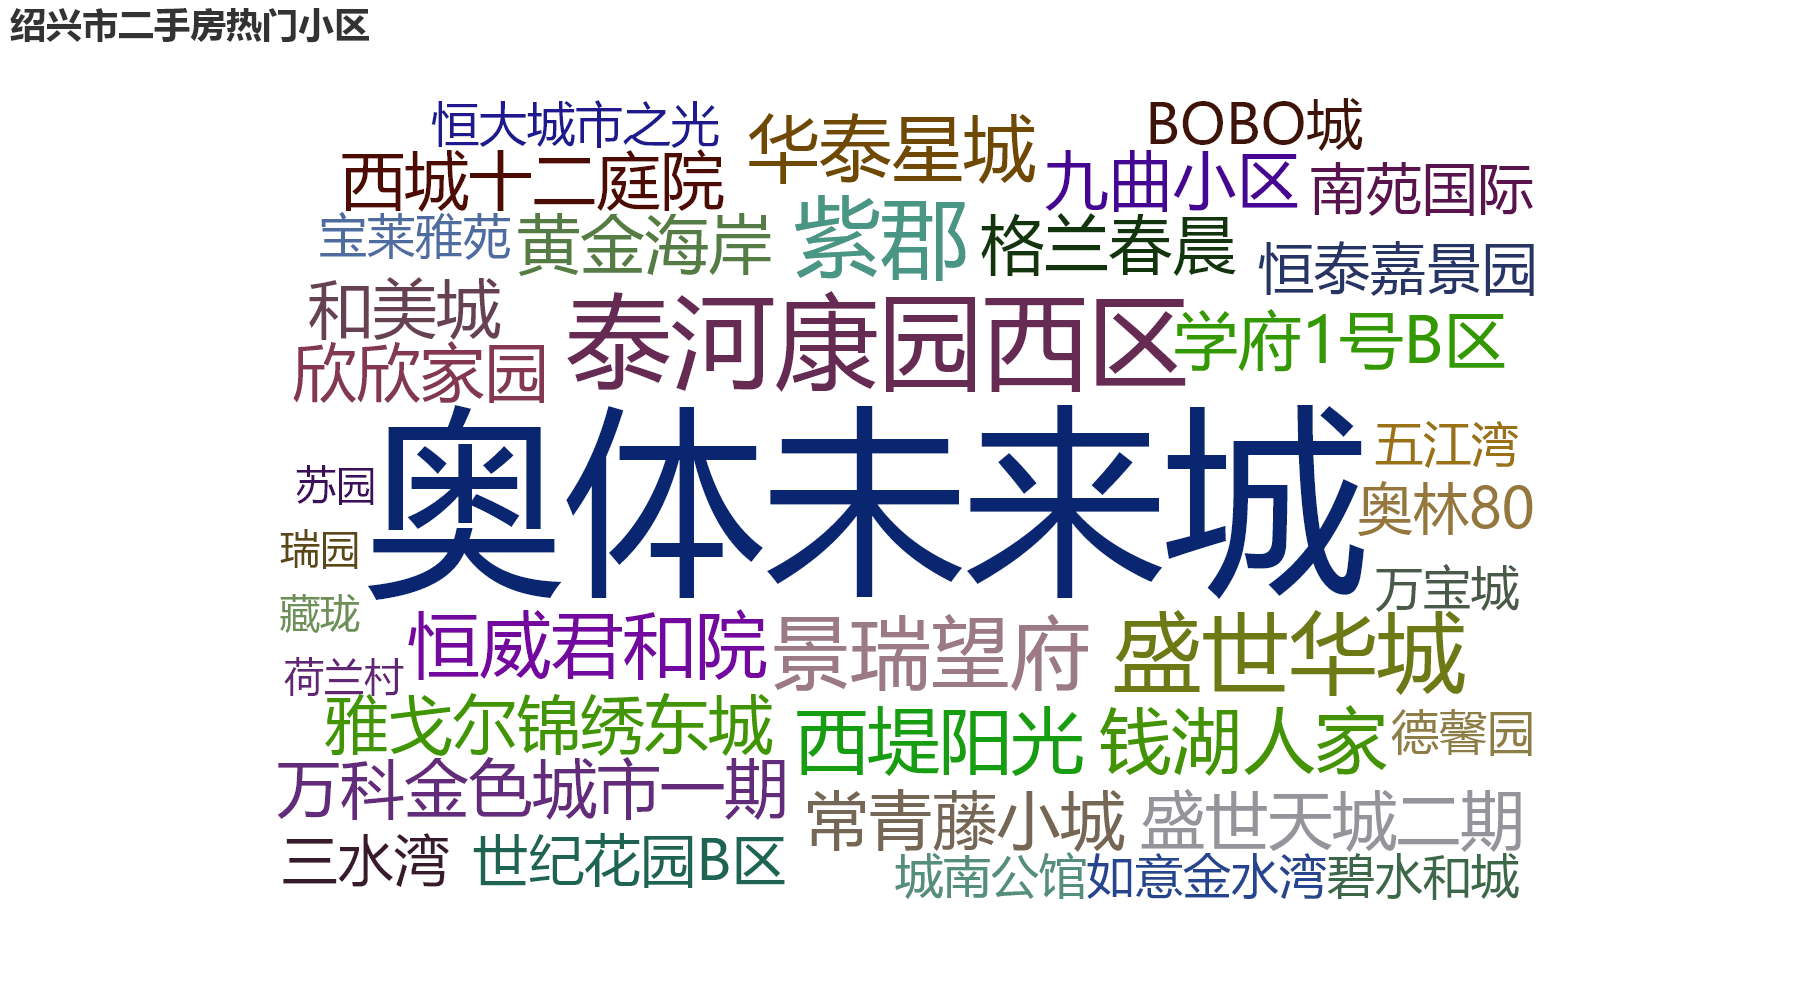 绍兴市二手房热门小区
恒大城市之光
华泰星城
BOBO城
西城十二庭院
九曲小区
南苑国际
宝莱雅苑
黄金海岸
紫郡
格兰春晨
恒泰嘉景园
和美城
泰河康园西区
学府1号B区
欣欣家园
奥体未来城
五江湾
苏园
奥林80
瑞园
万宝城
藏珑
恒威君和院
景瑞望府
盛世华城
荷兰村
雅戈尔锦绣东城
西堤阳光
钱湖人家
德馨园
万科金色城市一期
常青藤小城
盛世天城二期
三水湾
世纪花园B区
城南公馆
如意金水湾
碧水和城